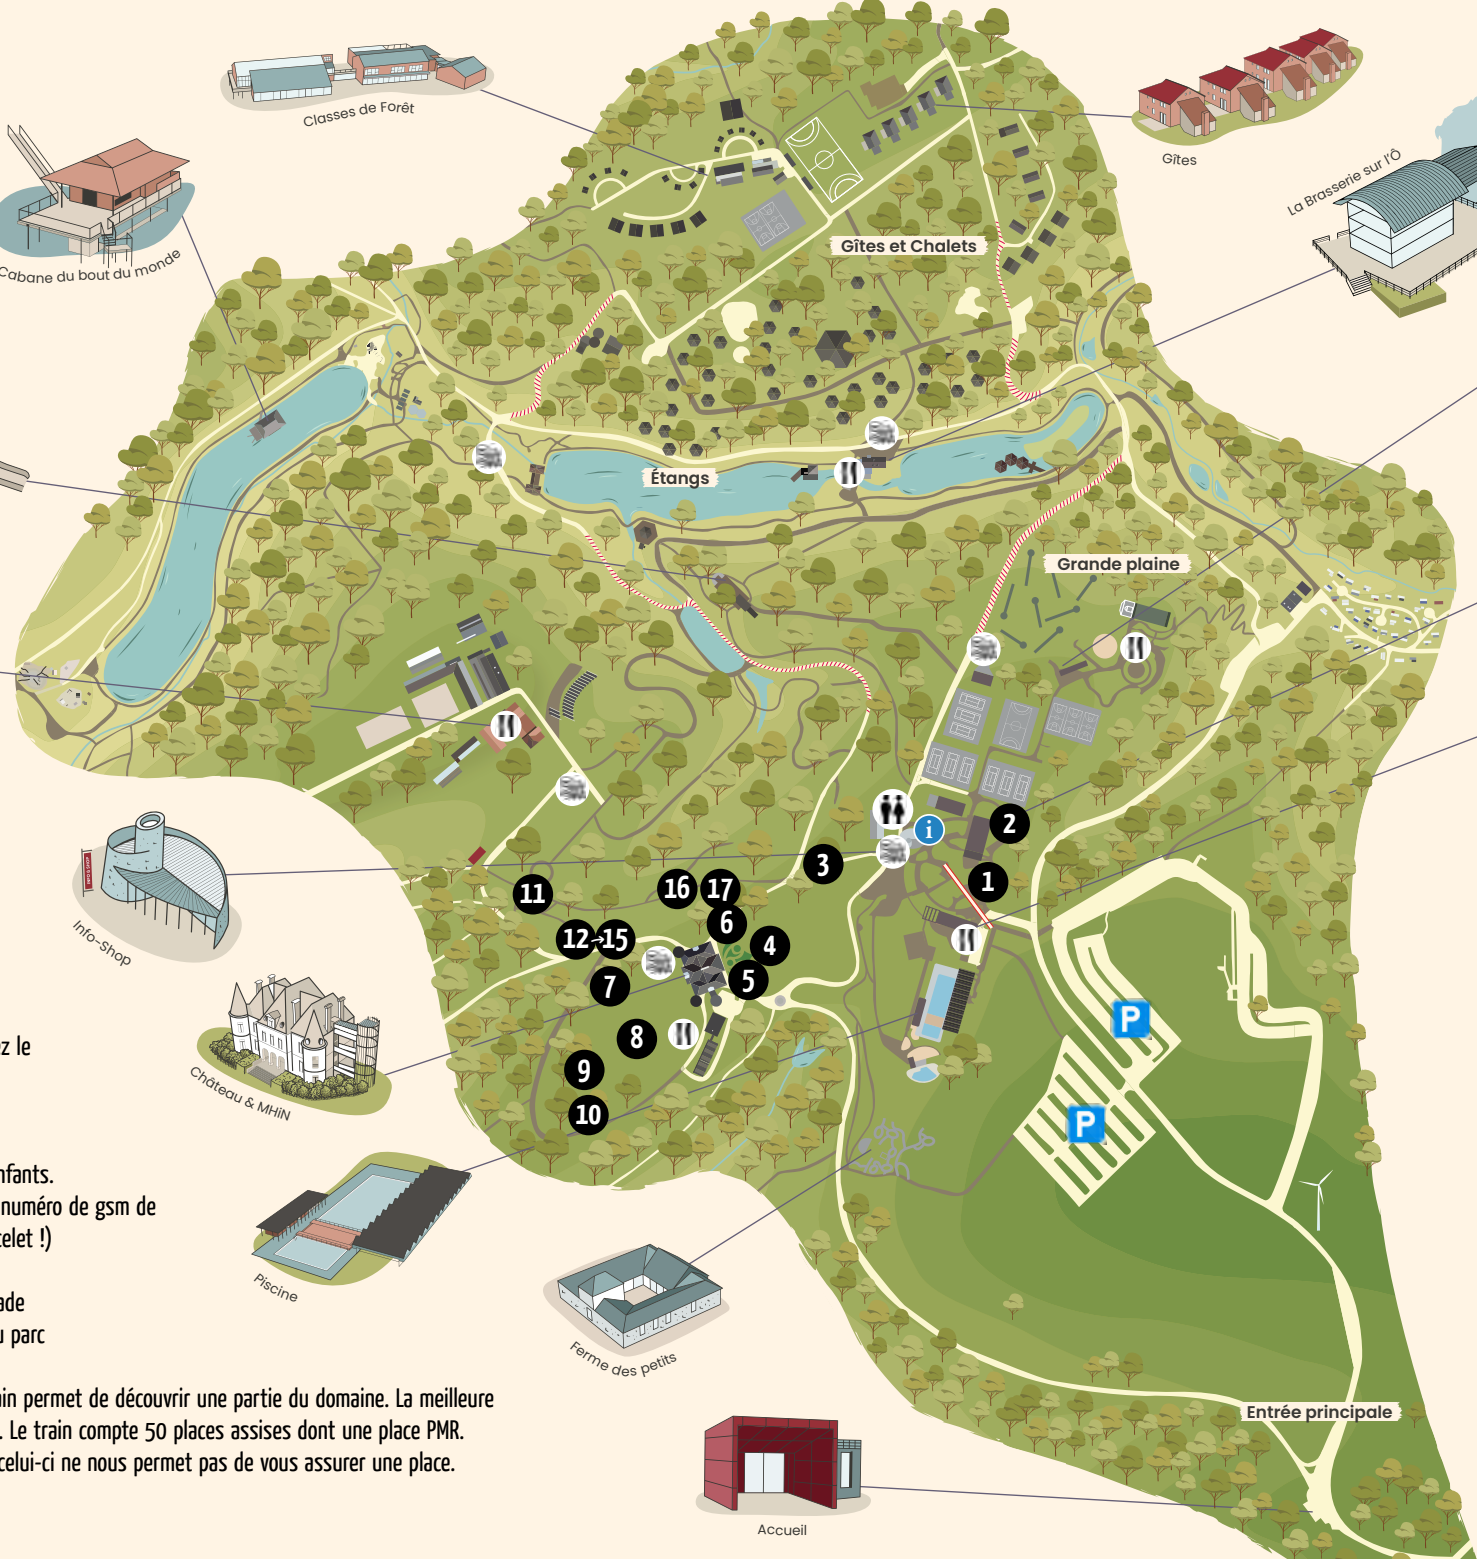 Classes de Forêt
Gîtes
La Brasserie sur l'Ô
Cabane du bout du monde
Gîtes et Chalets
Étangs
Grande plaine
i
2
3
1
11
16
17
6
12→15
4
7
5
8
9
10
Info-Shop
Château & MHiN
P
P
Piscine
Ferme des petits
Entrée principale
Accueil
ez le
nfants.
numéro de gsm de
celet !)
ade
u parc
ain permet de découvrir une partie du domaine. La meilleure
. Le train compte 50 places assises dont une place PMR.
celui-ci ne nous permet pas de vous assurer une place.